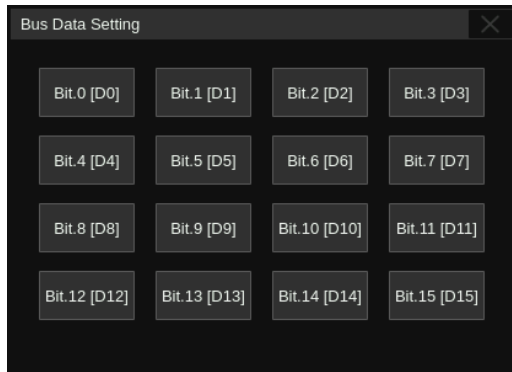 Bus Data Setting
Bit.0 [D0] Bit.1 [D1] Bit.2 [D2] Bit.3 [D3]
Bit.4 [D4] Bit.5 [D5] Bit.6 [D6] Bit.7 [D7]
Bit.8 [D8] Bit.9 [D9] Bit.10 [D10] Bit.11 [D11]
Bit.12 [D12] Bit.13 [D13] Bit.14 [D14] Bit.15 [D15]